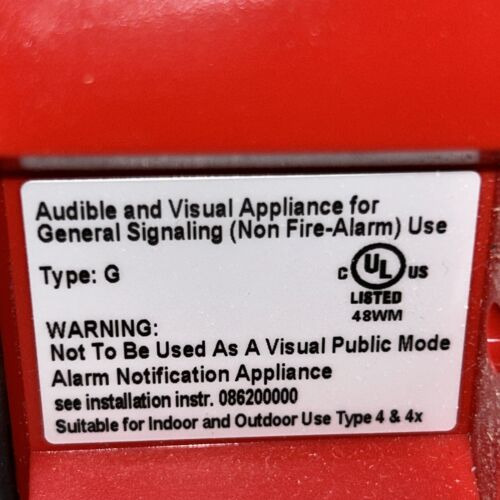 Audible and Visual Appliance for
General Signaling (Non Fire-Alarm) Use
Type: G
C UL US
LISTED
48WM
WARNING:
Not To Be Used As A Visual Public Mode
Alarm Notification Appliance
see installation instr. 086200000
Suitable for Indoor and Outdoor Use Type 4 & 4x